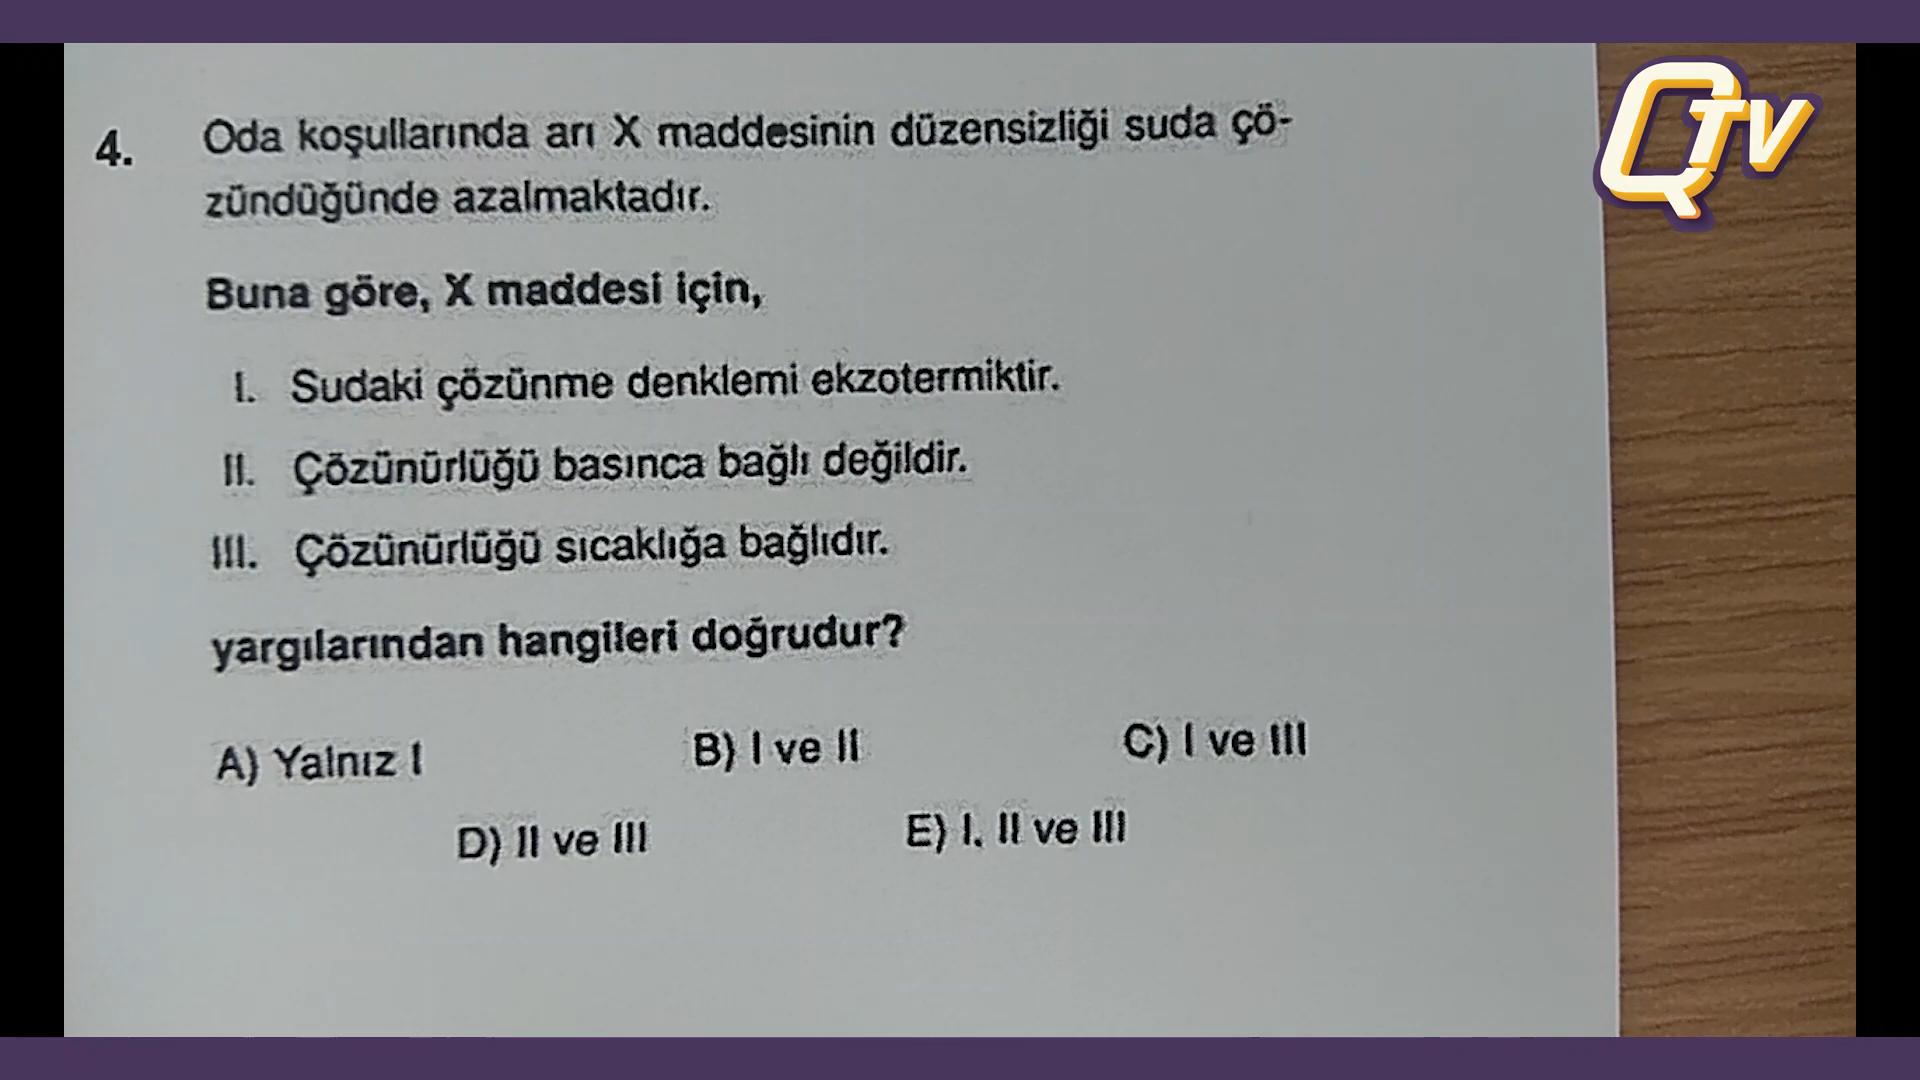 QTV
4. Oda koşullarında arı X maddesinin düzensizliği suda çö-
zündüğünde azalmaktadır.
Buna göre, X maddesi için,
I. Sudaki çözünme denklemi ekzotermiktir.
II. Çözünürlüğü basınca bağlı değildir.
III. Çözünürlüğü sıcaklığa bağlıdır.
yargılarından hangileri doğrudur?
A) Yalnız I B) I ve II C) I ve III
D) II ve III E) I, II ve III